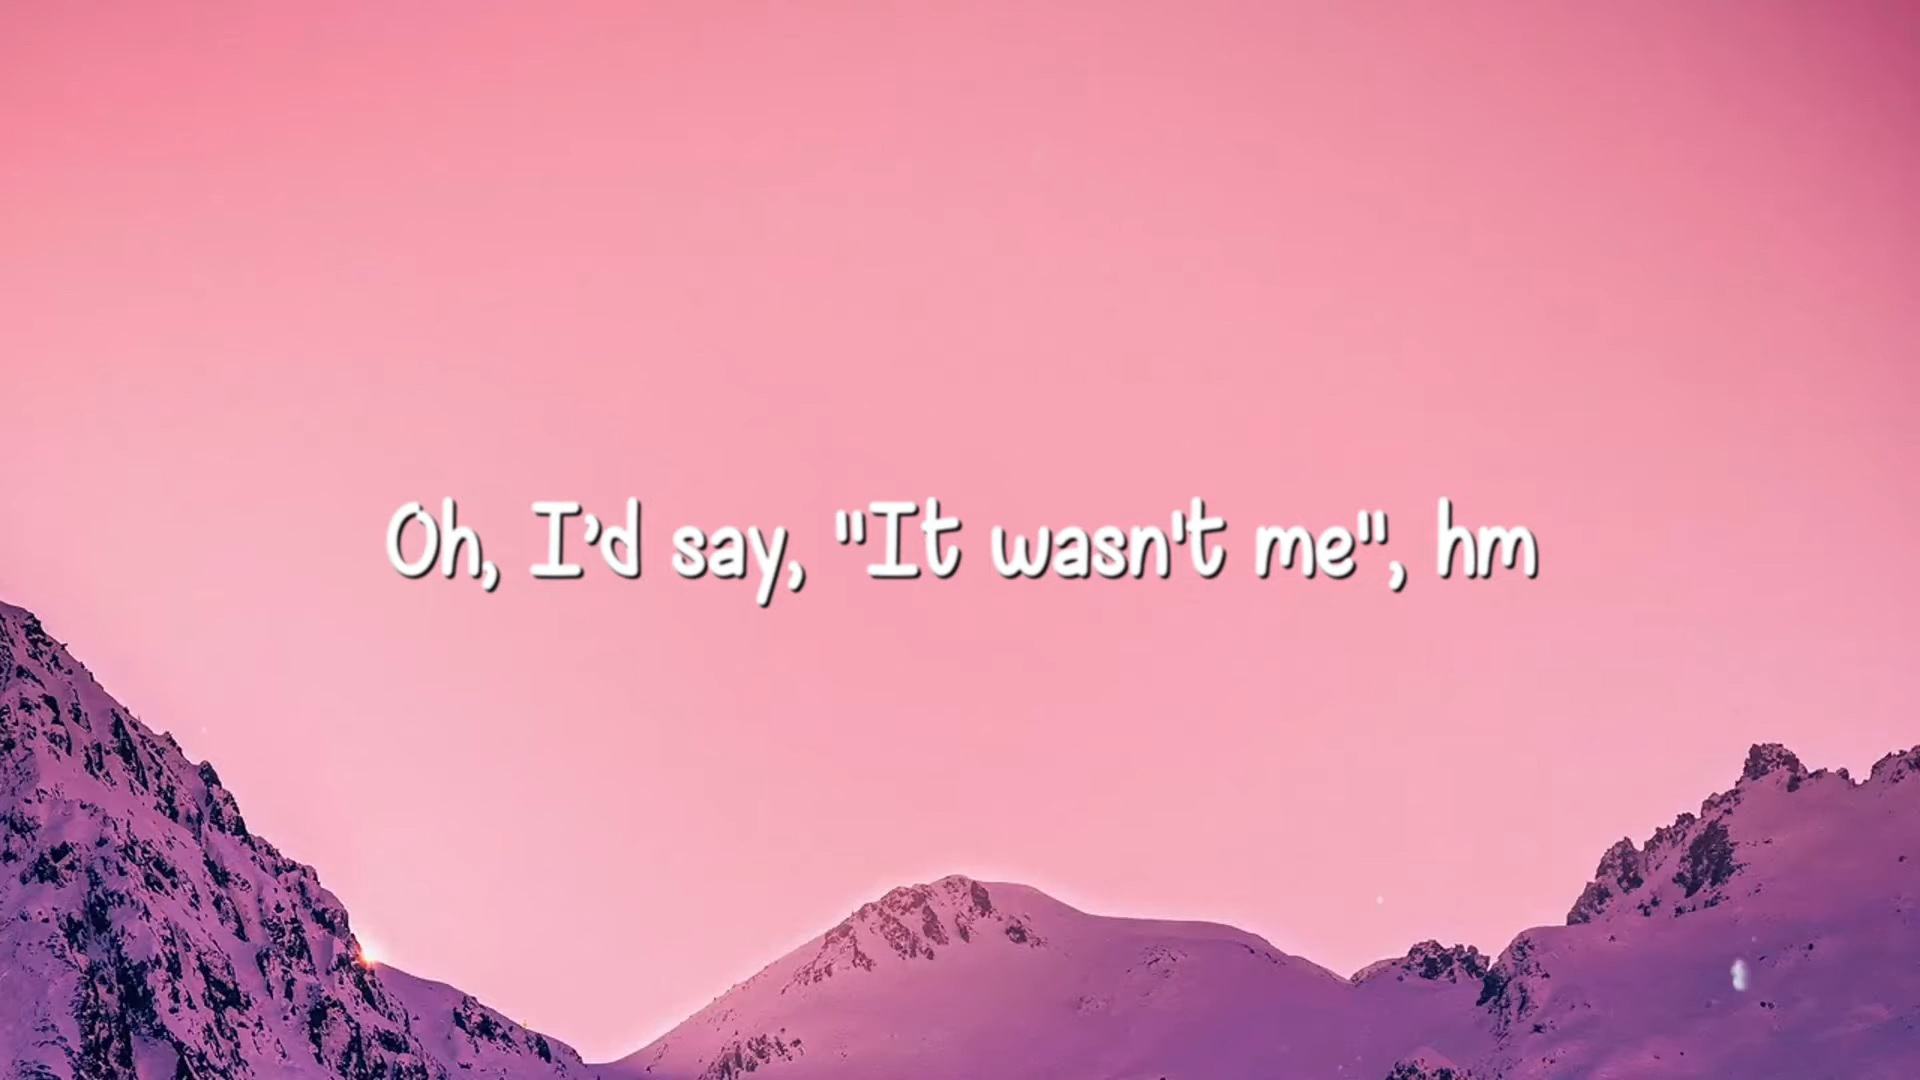 Oh, I’d say, "It wasn't me", hm